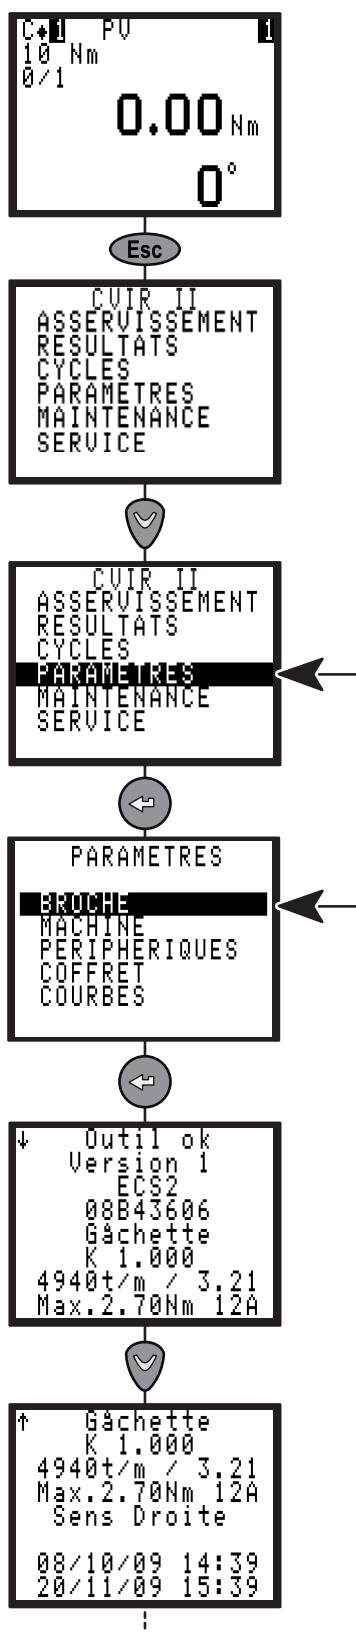 C 1 PV 1
10 Nm
0/1
0.00 Nm
0°
Esc
CVIR II
ASSERVISSEMENT
RESULTATS
CYCLES
PARAMETRES
MAINTENANCE
SERVICE
CVIR II
ASSERVISSEMENT
RESULTATS
CYCLES
PARAMETRES
MAINTENANCE
SERVICE
PARAMETRES
BROCHE
MACHINE
PERIPHERIQUES
COFFRET
COURBES
↓ Outil ok
Version 1
ECS2
08B43606
Gâchette
K 1.000
4940t/m / 3.21
Max.2.70Nm 12A
↑ Gâchette
K 1.000
4940t/m / 3.21
Max.2.70Nm 12A
Sens Droite
08/10/09 14:39
20/11/09 15:39